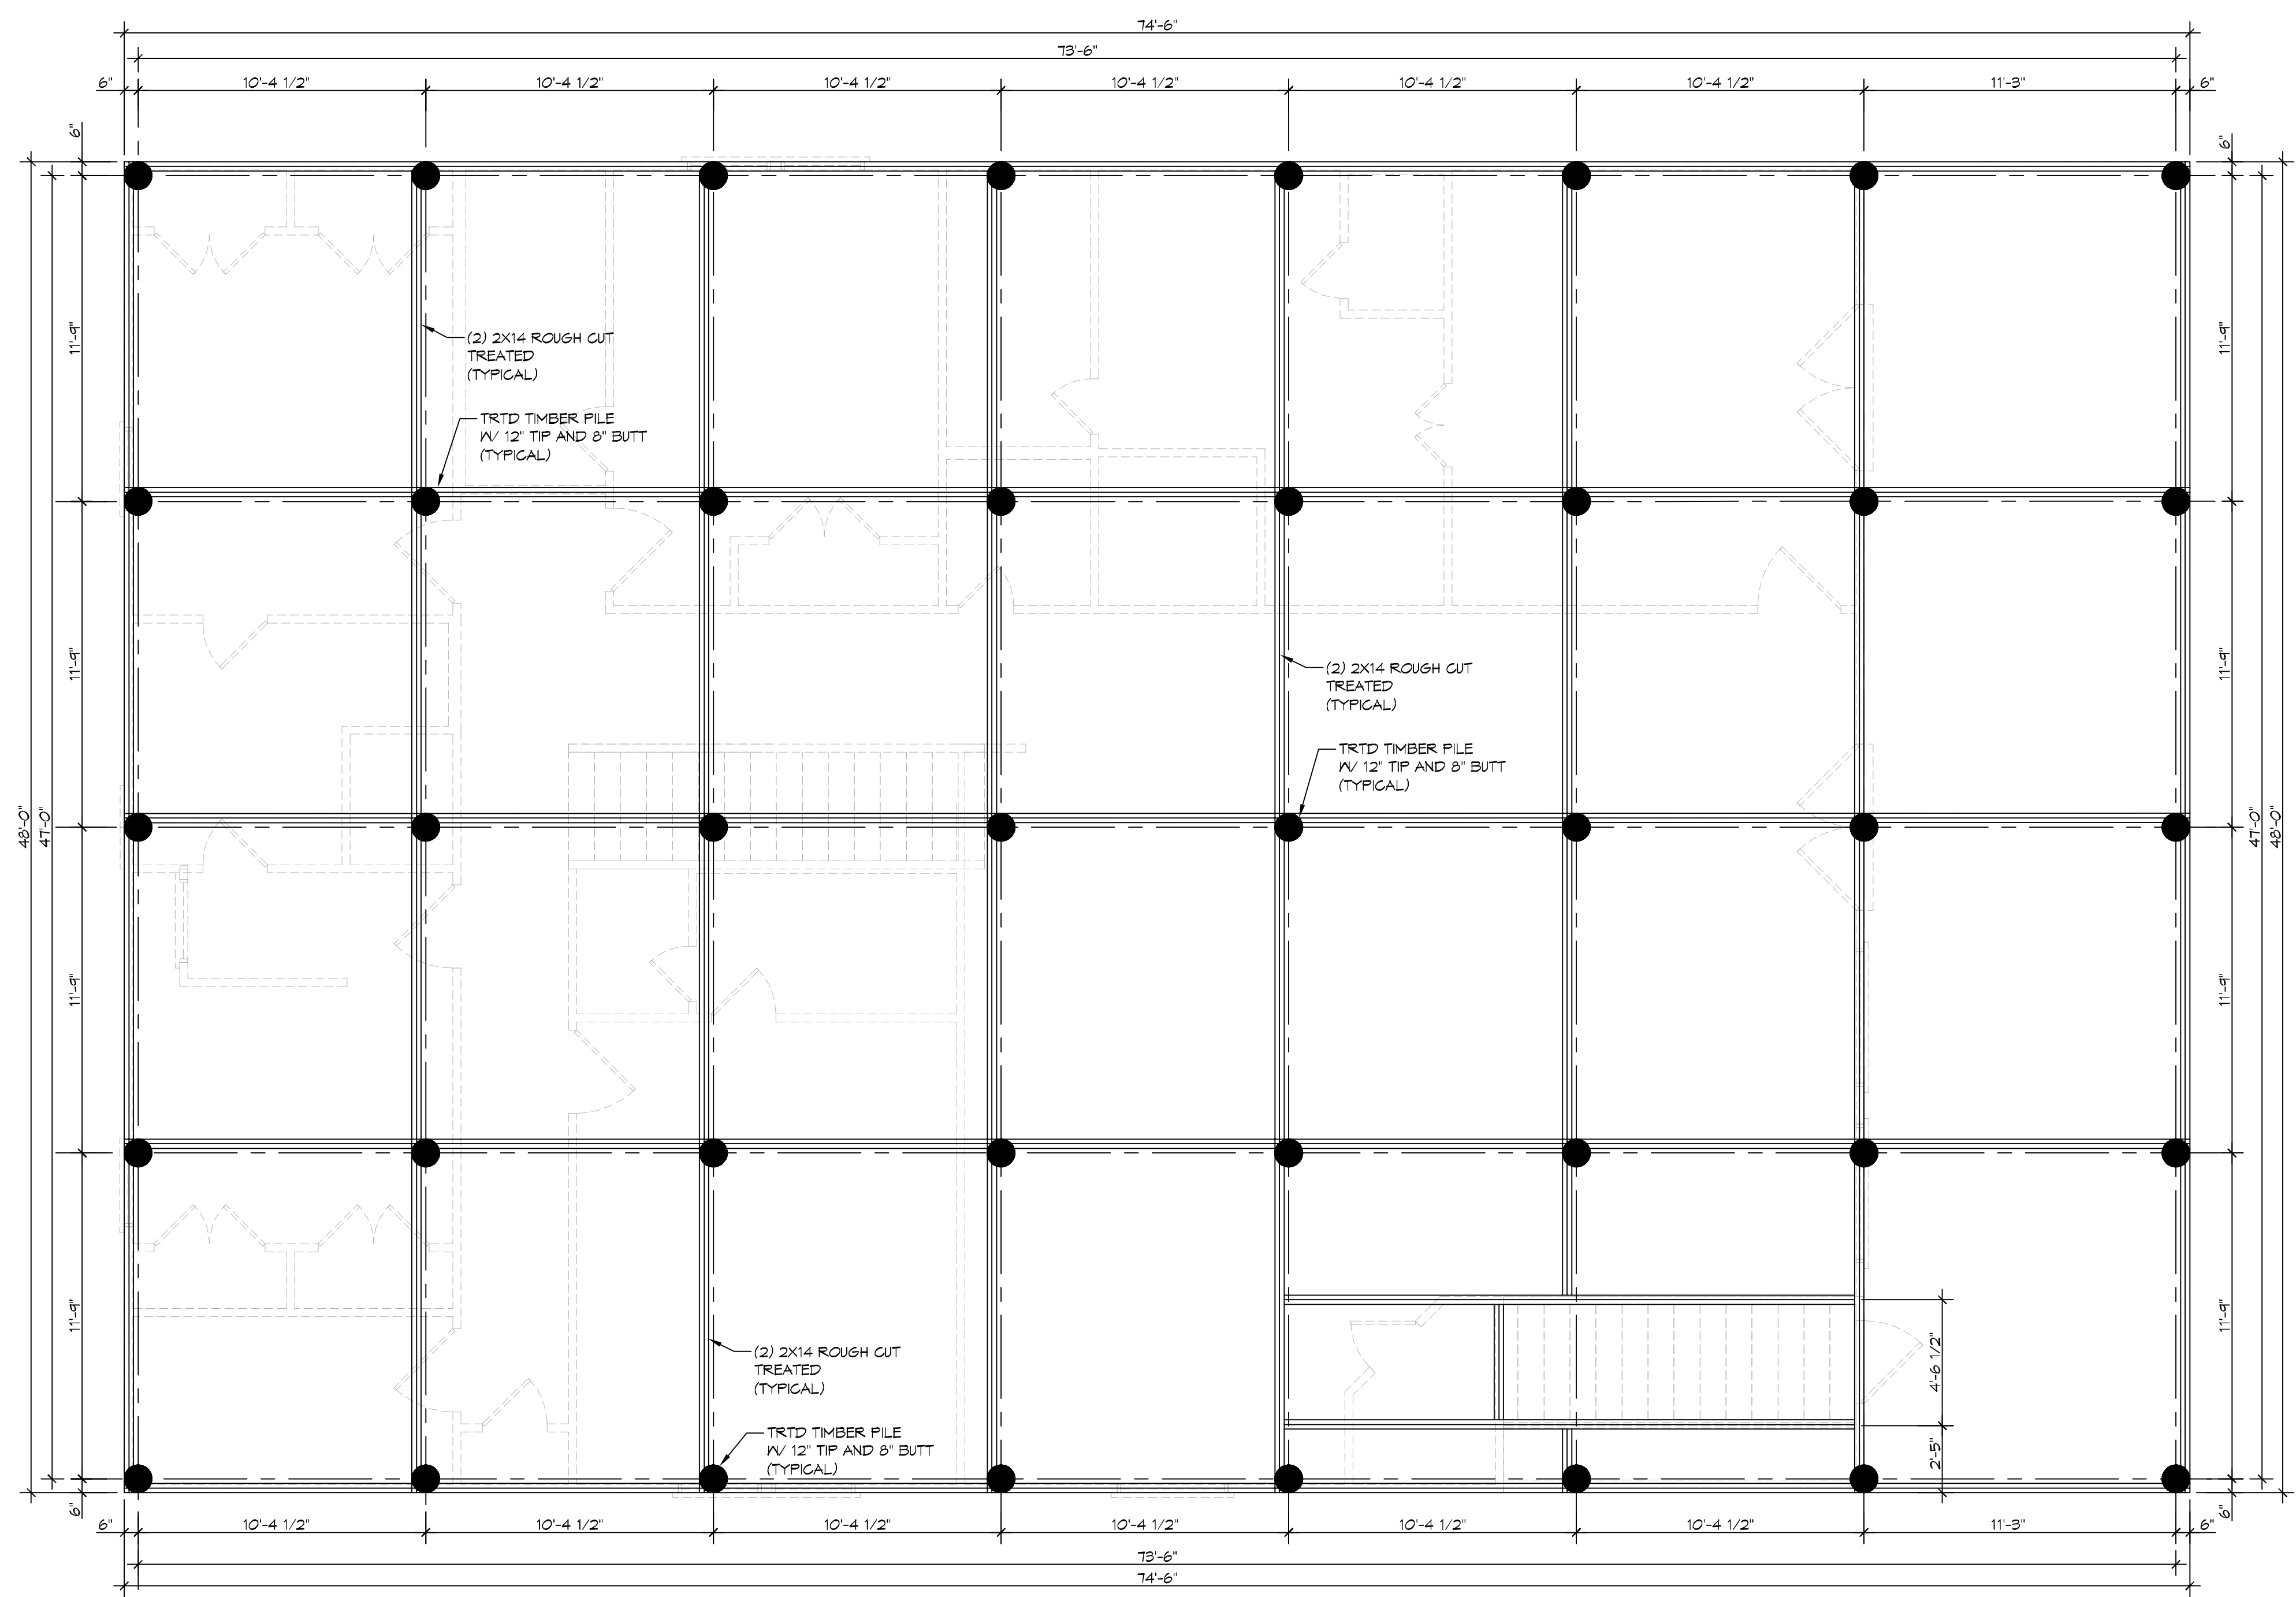 74'-6"
73'-6"
6" 10'-4 1/2" 10'-4 1/2" 10'-4 1/2" 10'-4 1/2" 10'-4 1/2" 10'-4 1/2" 11'-3" 6"
6"
6"
11'-9"
11'-9"
(2) 2X14 ROUGH CUT
TREATED
(TYPICAL)
TRTD TIMBER PILE
W/ 12" TIP AND 8" BUTT
(TYPICAL)
11'-9"
11'-9"
(2) 2X14 ROUGH CUT
TREATED
(TYPICAL)
TRTD TIMBER PILE
W/ 12" TIP AND 8" BUTT
(TYPICAL)
48'-0"
47'-0"
47'-0"
48'-0"
11'-9"
11'-9"
11'-9"
11'-9"
(2) 2X14 ROUGH CUT
TREATED
(TYPICAL)
4'-6 1/2"
TRTD TIMBER PILE
W/ 12" TIP AND 8" BUTT
(TYPICAL)
2'-5"
6"
6"
6" 10'-4 1/2" 10'-4 1/2" 10'-4 1/2" 10'-4 1/2" 10'-4 1/2" 10'-4 1/2" 11'-3" 6"
73'-6"
74'-6"